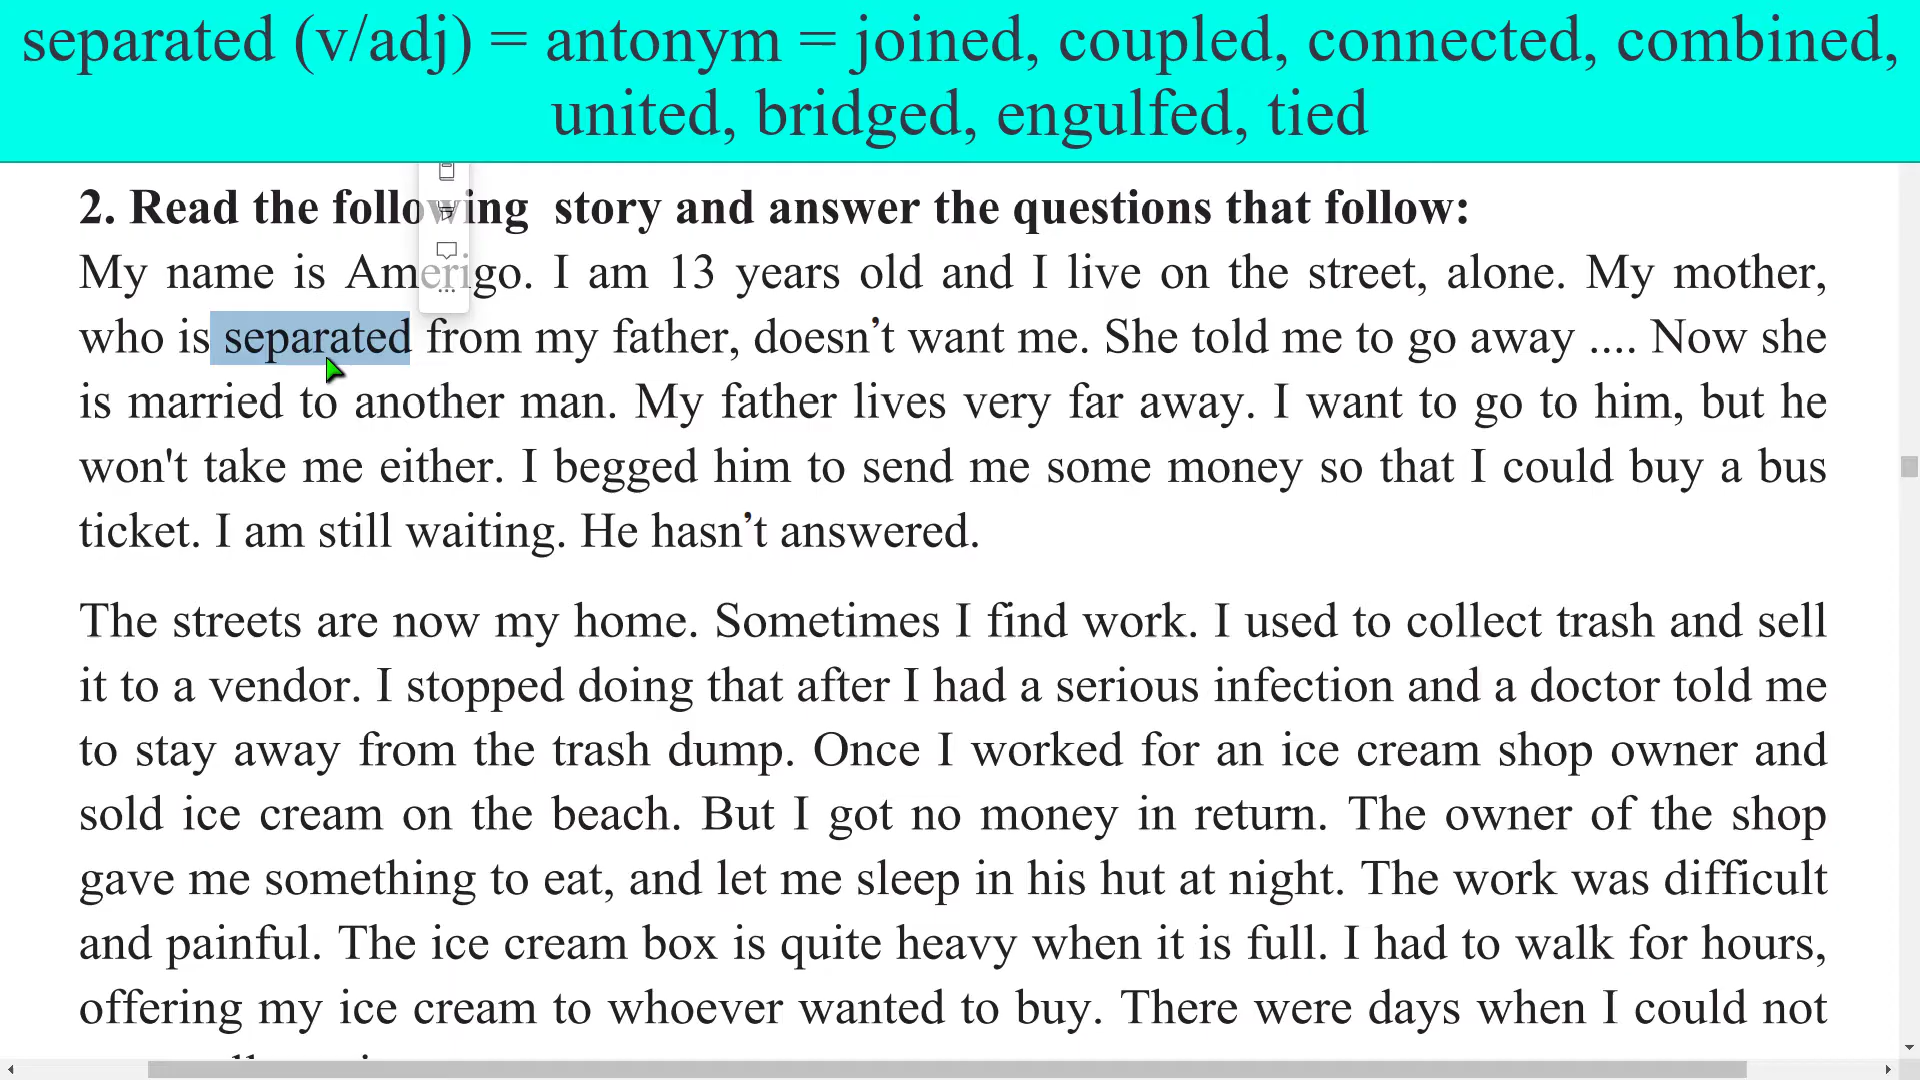 separated (v/adj) = antonym = joined, coupled, connected, combined,
united, bridged, engulfed, tied
2. Read the following story and answer the questions that follow:
My name is Amerigo. I am 13 years old and I live on the street, alone. My mother,
who is separated from my father, doesn’t want me. She told me to go away .... Now she
is married to another man. My father lives very far away. I want to go to him, but he
won't take me either. I begged him to send me some money so that I could buy a bus
ticket. I am still waiting. He hasn’t answered.
The streets are now my home. Sometimes I find work. I used to collect trash and sell
it to a vendor. I stopped doing that after I had a serious infection and a doctor told me
to stay away from the trash dump. Once I worked for an ice cream shop owner and
sold ice cream on the beach. But I got no money in return. The owner of the shop
gave me something to eat, and let me sleep in his hut at night. The work was difficult
and painful. The ice cream box is quite heavy when it is full. I had to walk for hours,
offering my ice cream to whoever wanted to buy. There were days when I could not